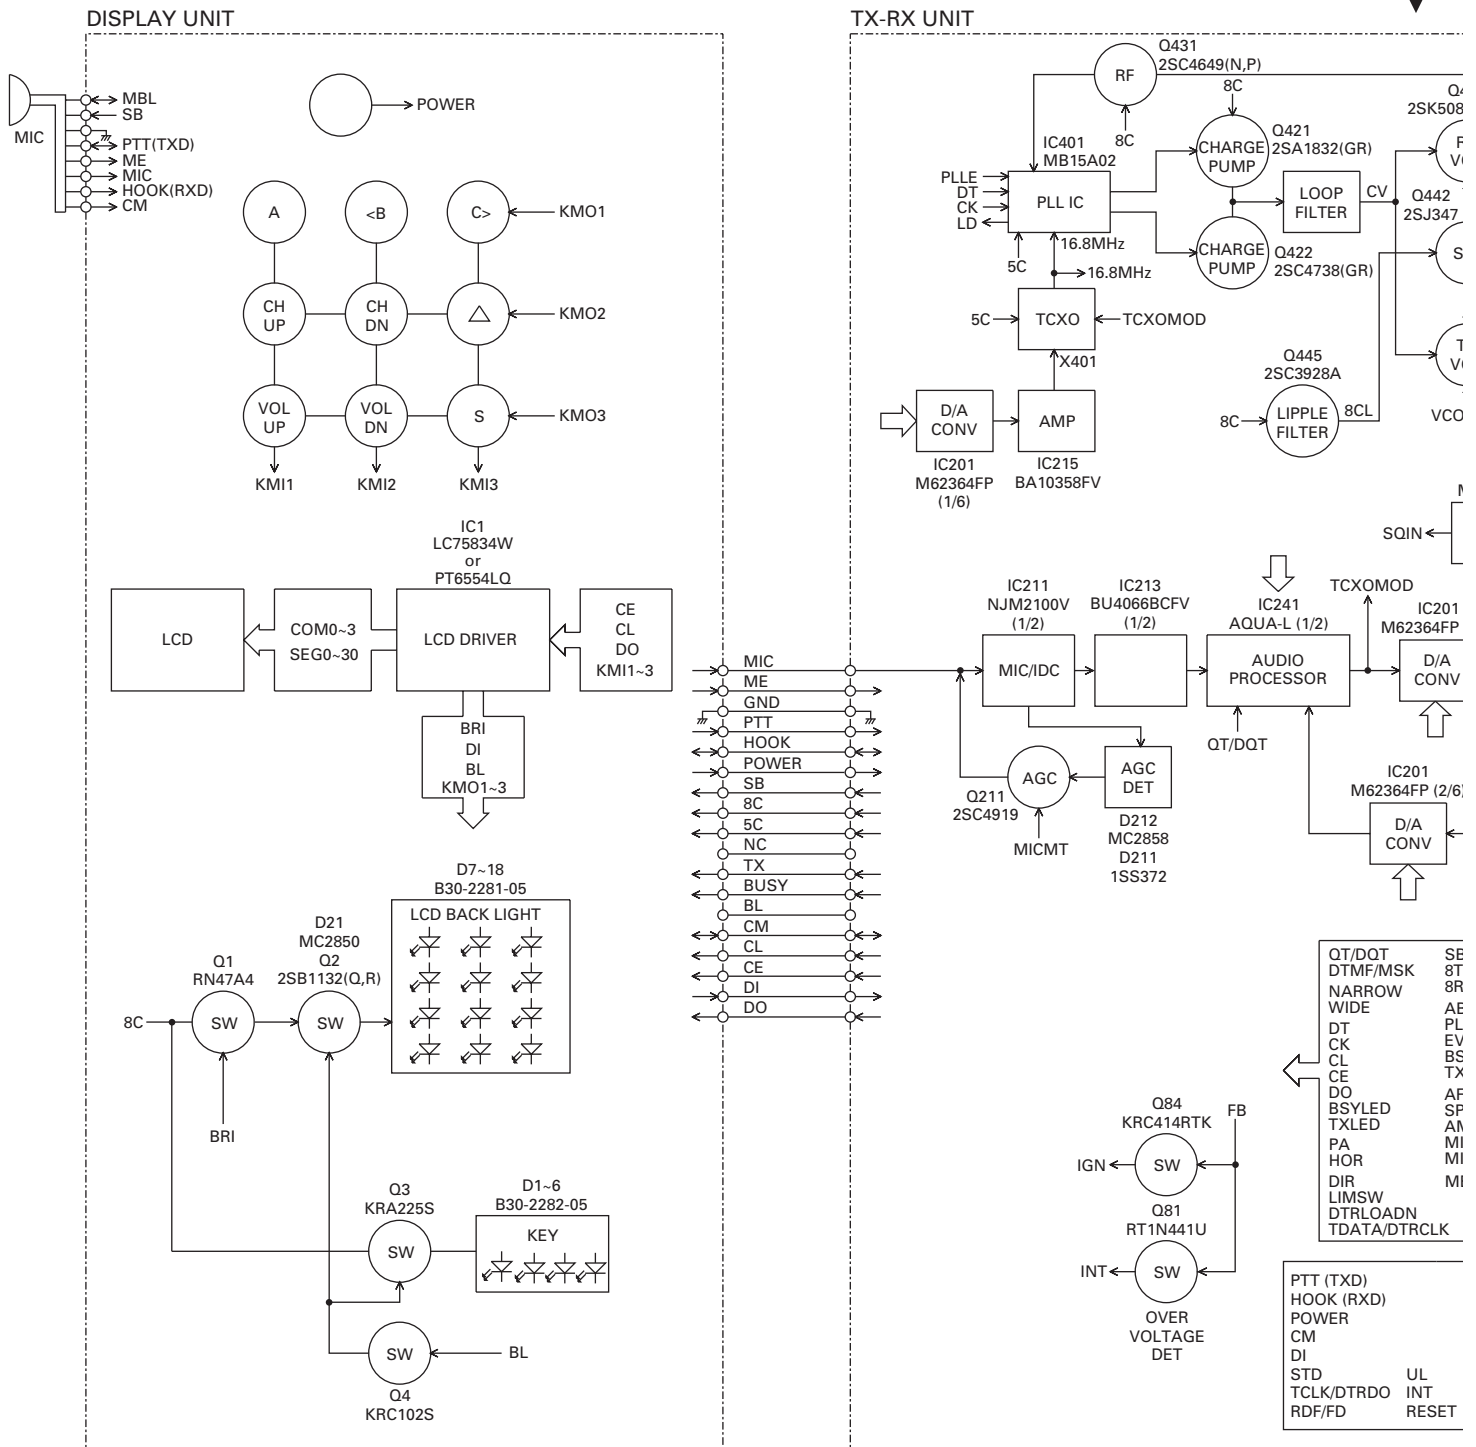 DISPLAY UNIT
MIC
MBL
SB
PTT(TXD)
ME
MIC
HOOK(RXD)
CM
POWER
A
<B
C>
KMO1
CH
UP
CH
DN
KMO2
VOL
UP
VOL
DN
S
KMO3
KMI1
KMI2
KMI3
IC1
LC75834W
or
PT6554LQ
LCD
COM0~3
SEG0~30
LCD DRIVER
CE
CL
DO
KMI1~3
BRI
DI
BL
KMO1~3
D7~18
B30-2281-05
LCD BACK LIGHT
D21
MC2850
Q2
2SB1132(Q,R)
Q1
RN47A4
8C
SW
SW
BRI
Q3
KRA225S
SW
D1~6
B30-2282-05
KEY
SW
BL
Q4
KRC102S
MIC
ME
GND
PTT
HOOK
POWER
SB
8C
5C
NC
TX
BUSY
BL
CM
CL
CE
DI
DO
TX-RX UNIT
Q431
2SC4649(N,P)
RF
8C
8C
IC401
MB15A02
PLLE
DT
CK
LD
PLL IC
5C
16.8MHz
16.8MHz
CHARGE
PUMP
Q421
2SA1832(GR)
CHARGE
PUMP
Q422
2SC4738(GR)
LOOP
FILTER
CV
2SK508
Q442
2SJ347
5C
TCXO
TCXOMOD
X401
D/A
CONV
IC201
M62364FP
(1/6)
AMP
IC215
BA10358FV
Q445
2SC3928A
8C
LIPPLE
FILTER
8CL
VCO
SQIN
IC211
NJM2100V
(1/2)
MIC/IDC
IC213
BU4066BCFV
(1/2)
IC241
AQUA-L (1/2)
AUDIO
PROCESSOR
TCXOMOD
IC201
M62364FP
D/A
CONV
QT/DQT
AGC
Q211
2SC4919
MICMT
AGC
DET
D212
MC2858
D211
1SS372
IC201
M62364FP (2/6)
D/A
CONV
QT/DQT SB
DTMF/MSK 8T
NARROW 8R
WIDE
DT PL
CK EV
CL BS
CE TX
DO
BSYLED SP
TXLED
PA MI
HOR MI
DIR
LIMSW
DTRLOADN
TDATA/DTRCLK
Q84
KRC414RTK
FB
IGN
SW
Q81
RT1N441U
INT
SW
OVER
VOLTAGE
DET
PTT (TXD)
HOOK (RXD)
POWER
CM
DI
STD UL
TCLK/DTRDO INT
RDF/FD RESET